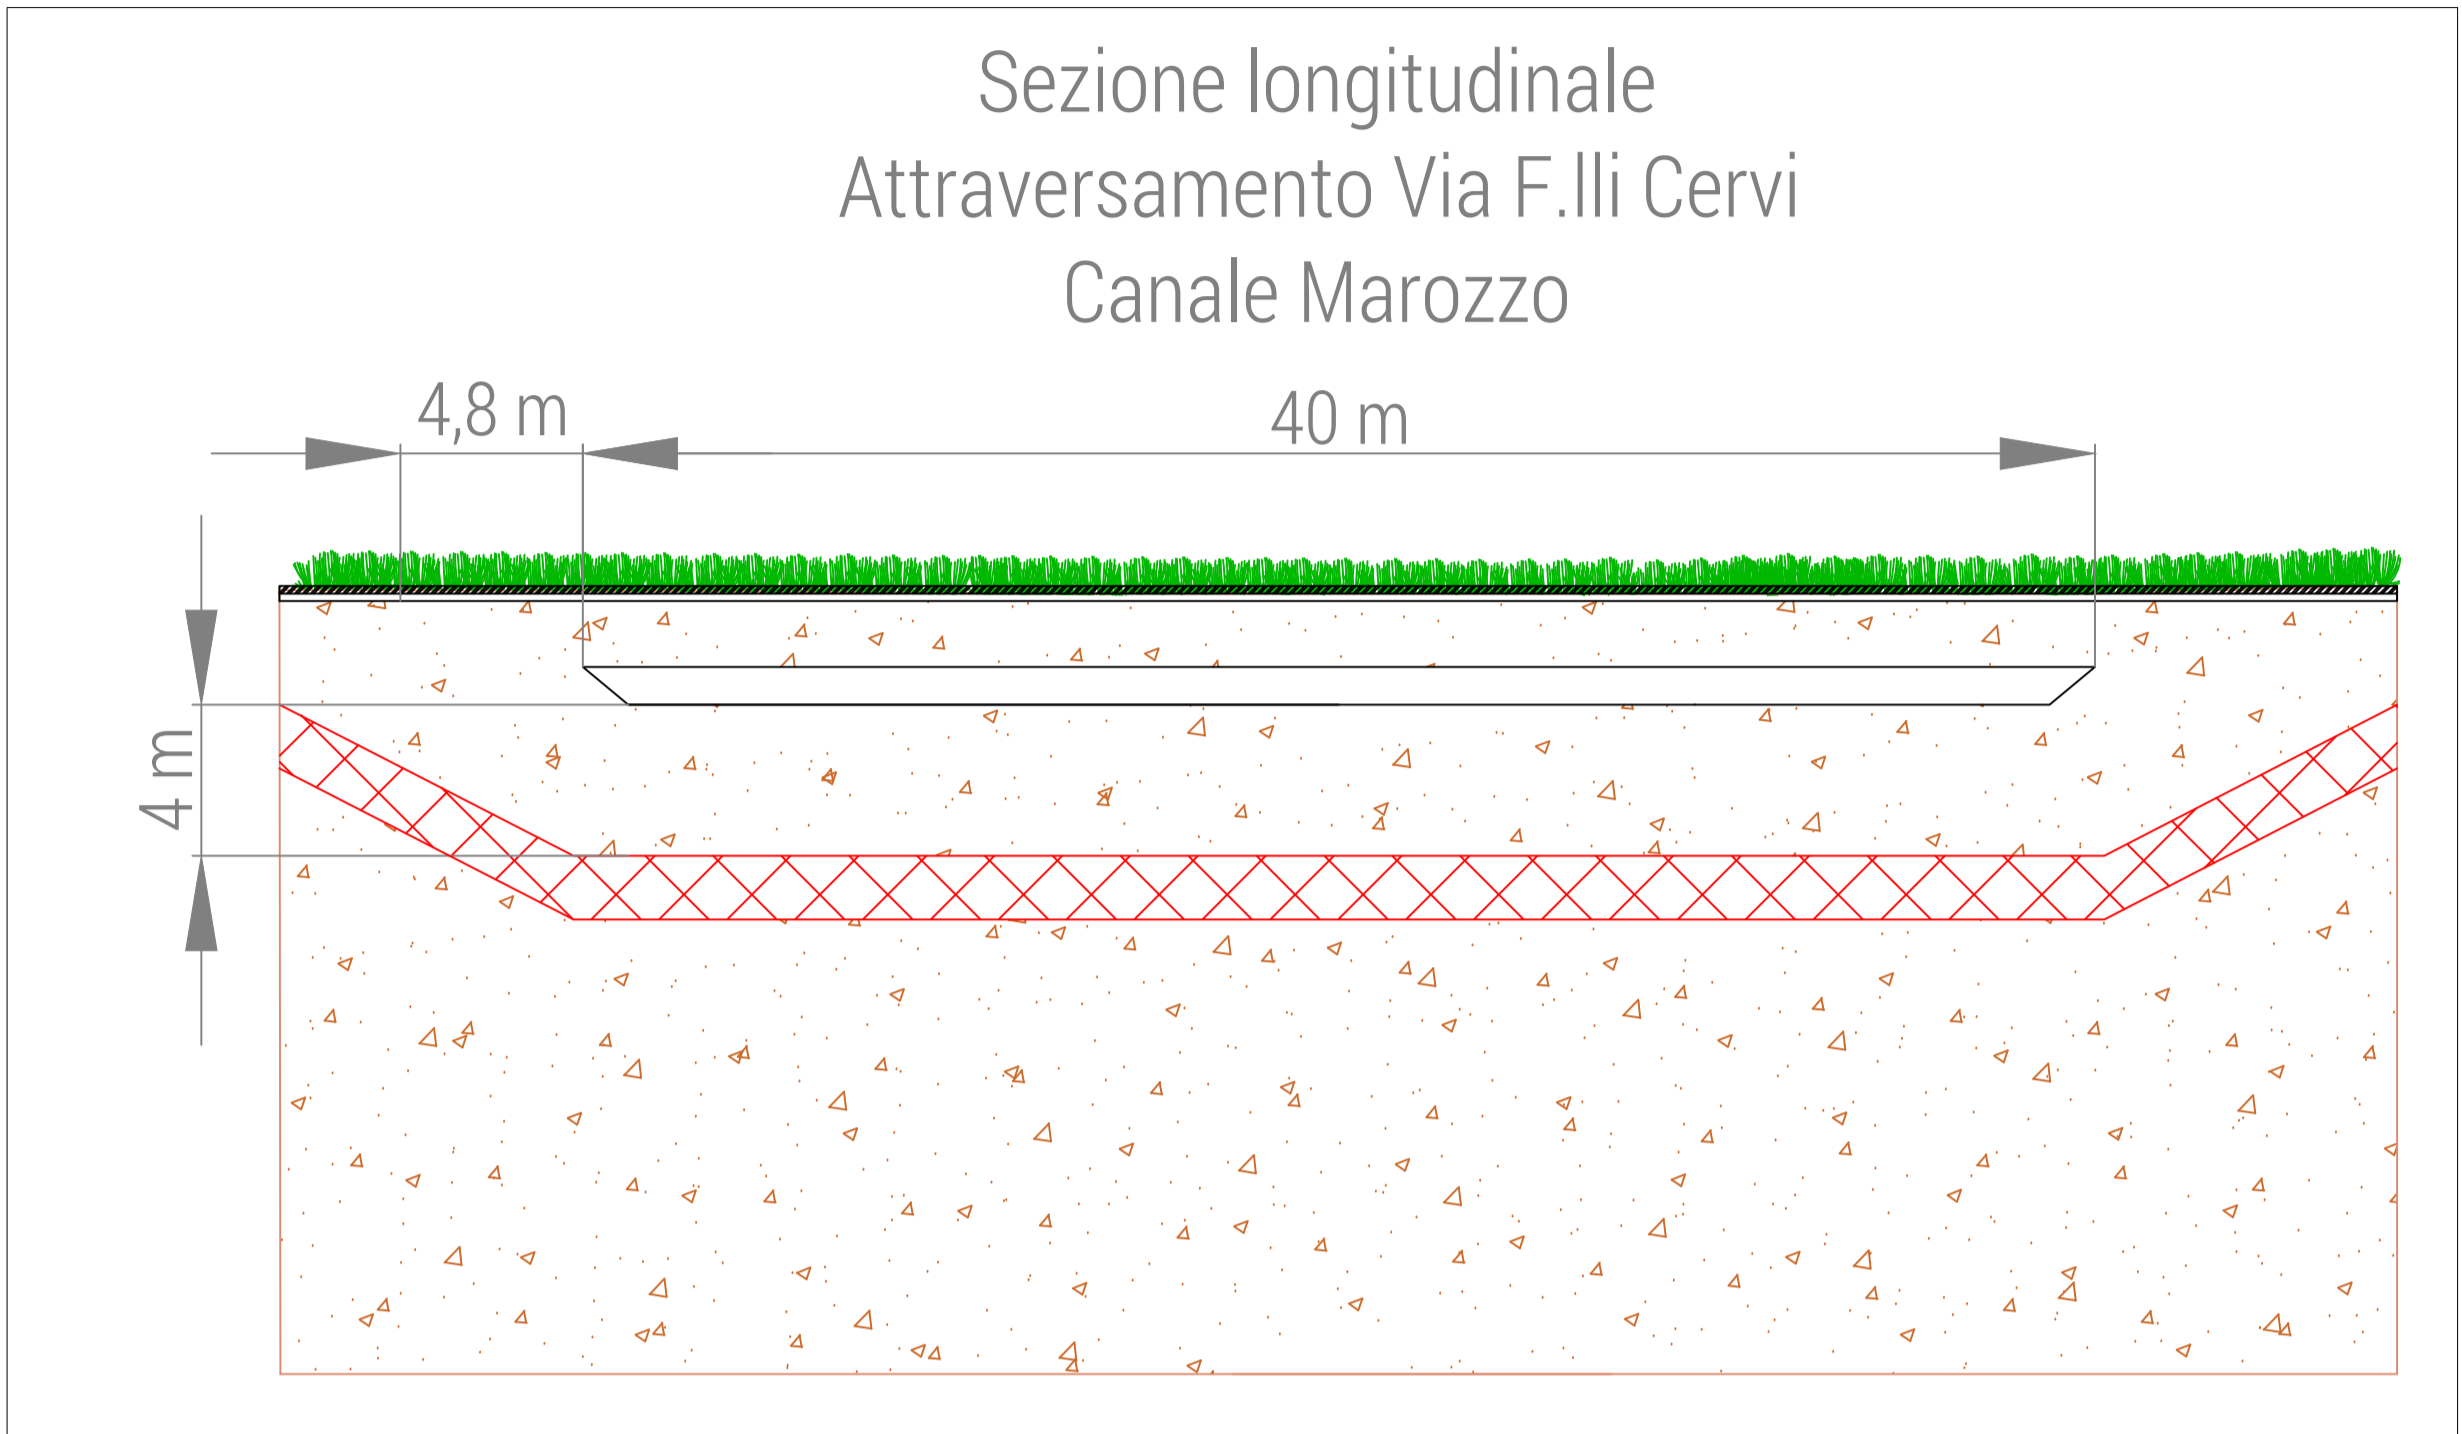 Sezione longitudinale
Attraversamento Via F.lli Cervi
Canale Marozzo
4,8 m
40 m
4 m